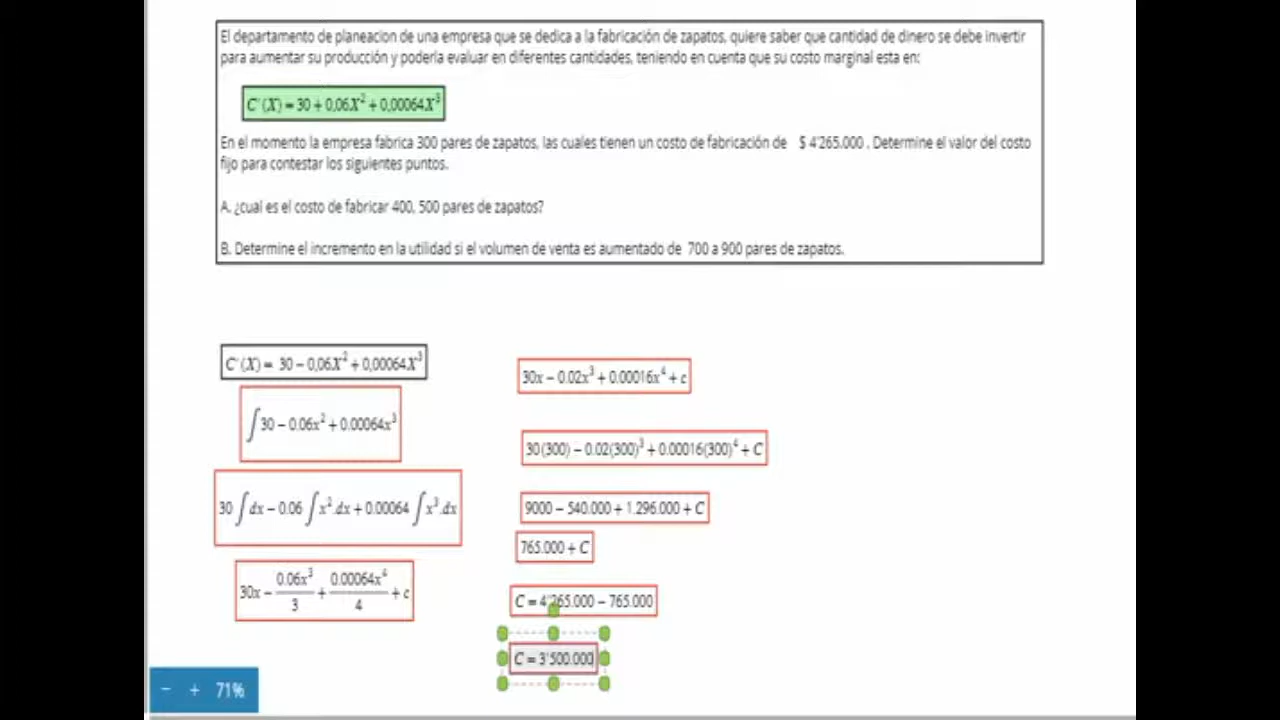 El departamento de planeacion de una empresa que se dedica a la fabricación de zapatos, quiere saber que cantidad de dinero se debe invertir
para aumentar su producción y poderla evaluar en diferentes cantidades, teniendo en cuenta que su costo marginal esta en:
C'(X) = 30 + 0,06X² + 0,00064X³
En el momento la empresa fabrica 300 pares de zapatos, las cuales tienen un costo de fabricación de $ 4'265.000 . Determine el valor del costo
fijo para contestar los siguientes puntos.
A. ¿cual es el costo de fabricar 400, 500 pares de zapatos?
B. Determine el incremento en la utilidad si el volumen de venta es aumentado de 700 a 900 pares de zapatos.
C'(X) = 30 − 0,06X² + 0,00064X³
∫30 − 0.06x² + 0.00064x³
30 ∫dx − 0.06 ∫x².dx + 0.00064 ∫x³.dx
30x − 0.06x³/3 + 0.00064x⁴/4 + c
30x − 0.02x³ + 0.00016x⁴ + c
30(300) − 0.02(300)³ + 0.00016(300)⁴ + C
9000 − 540.000 + 1.296.000 + C
765.000 + C
C = 4'265.000 − 765.000
C = 3'500.000
− + 71%